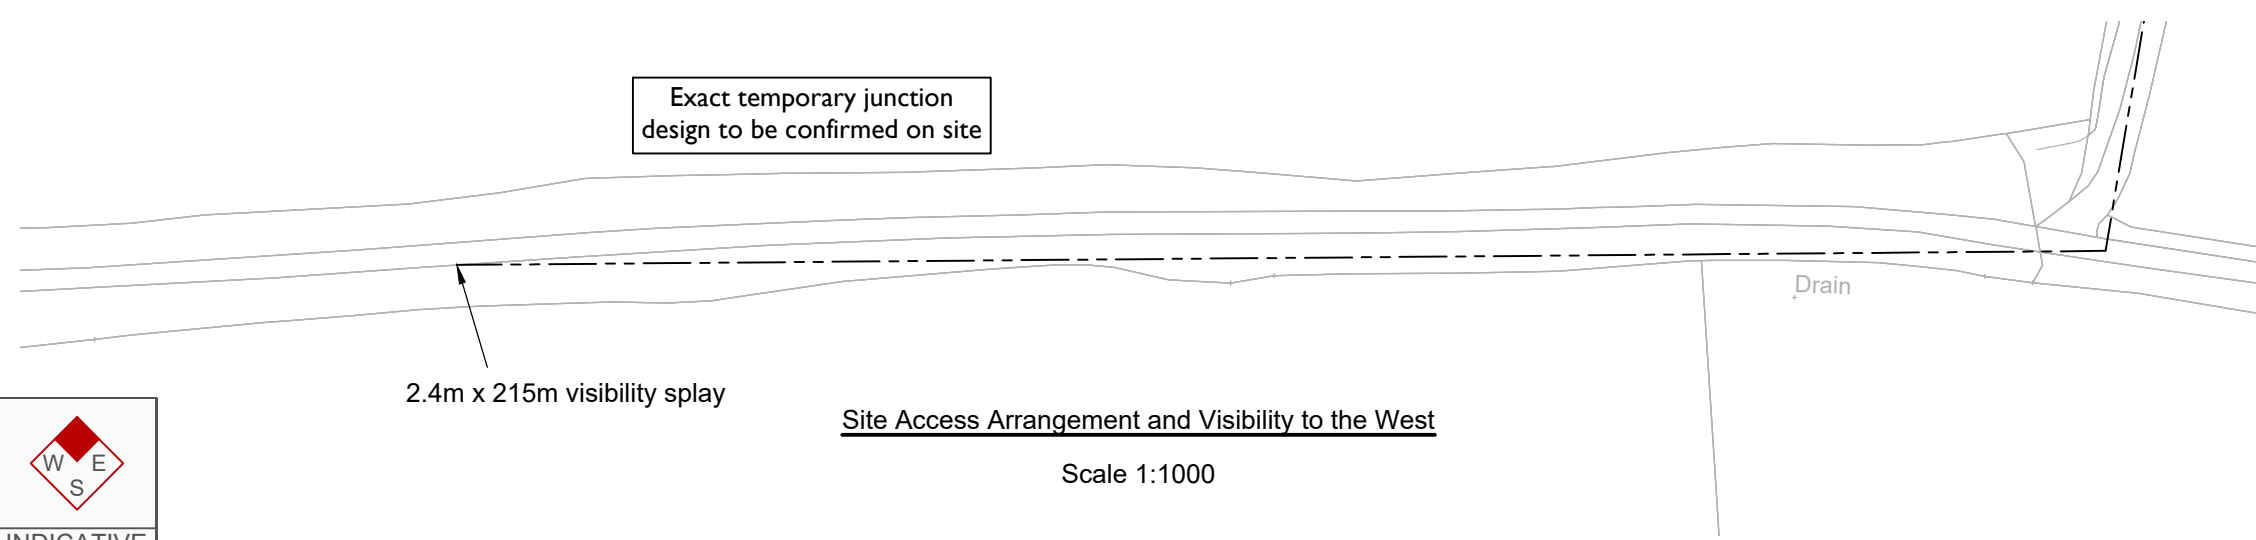 Exact temporary junction
design to be confirmed on site
Drain
2.4m x 215m visibility splay
Site Access Arrangement and Visibility to the West
Scale 1:1000
W E
S
INDICATIVE